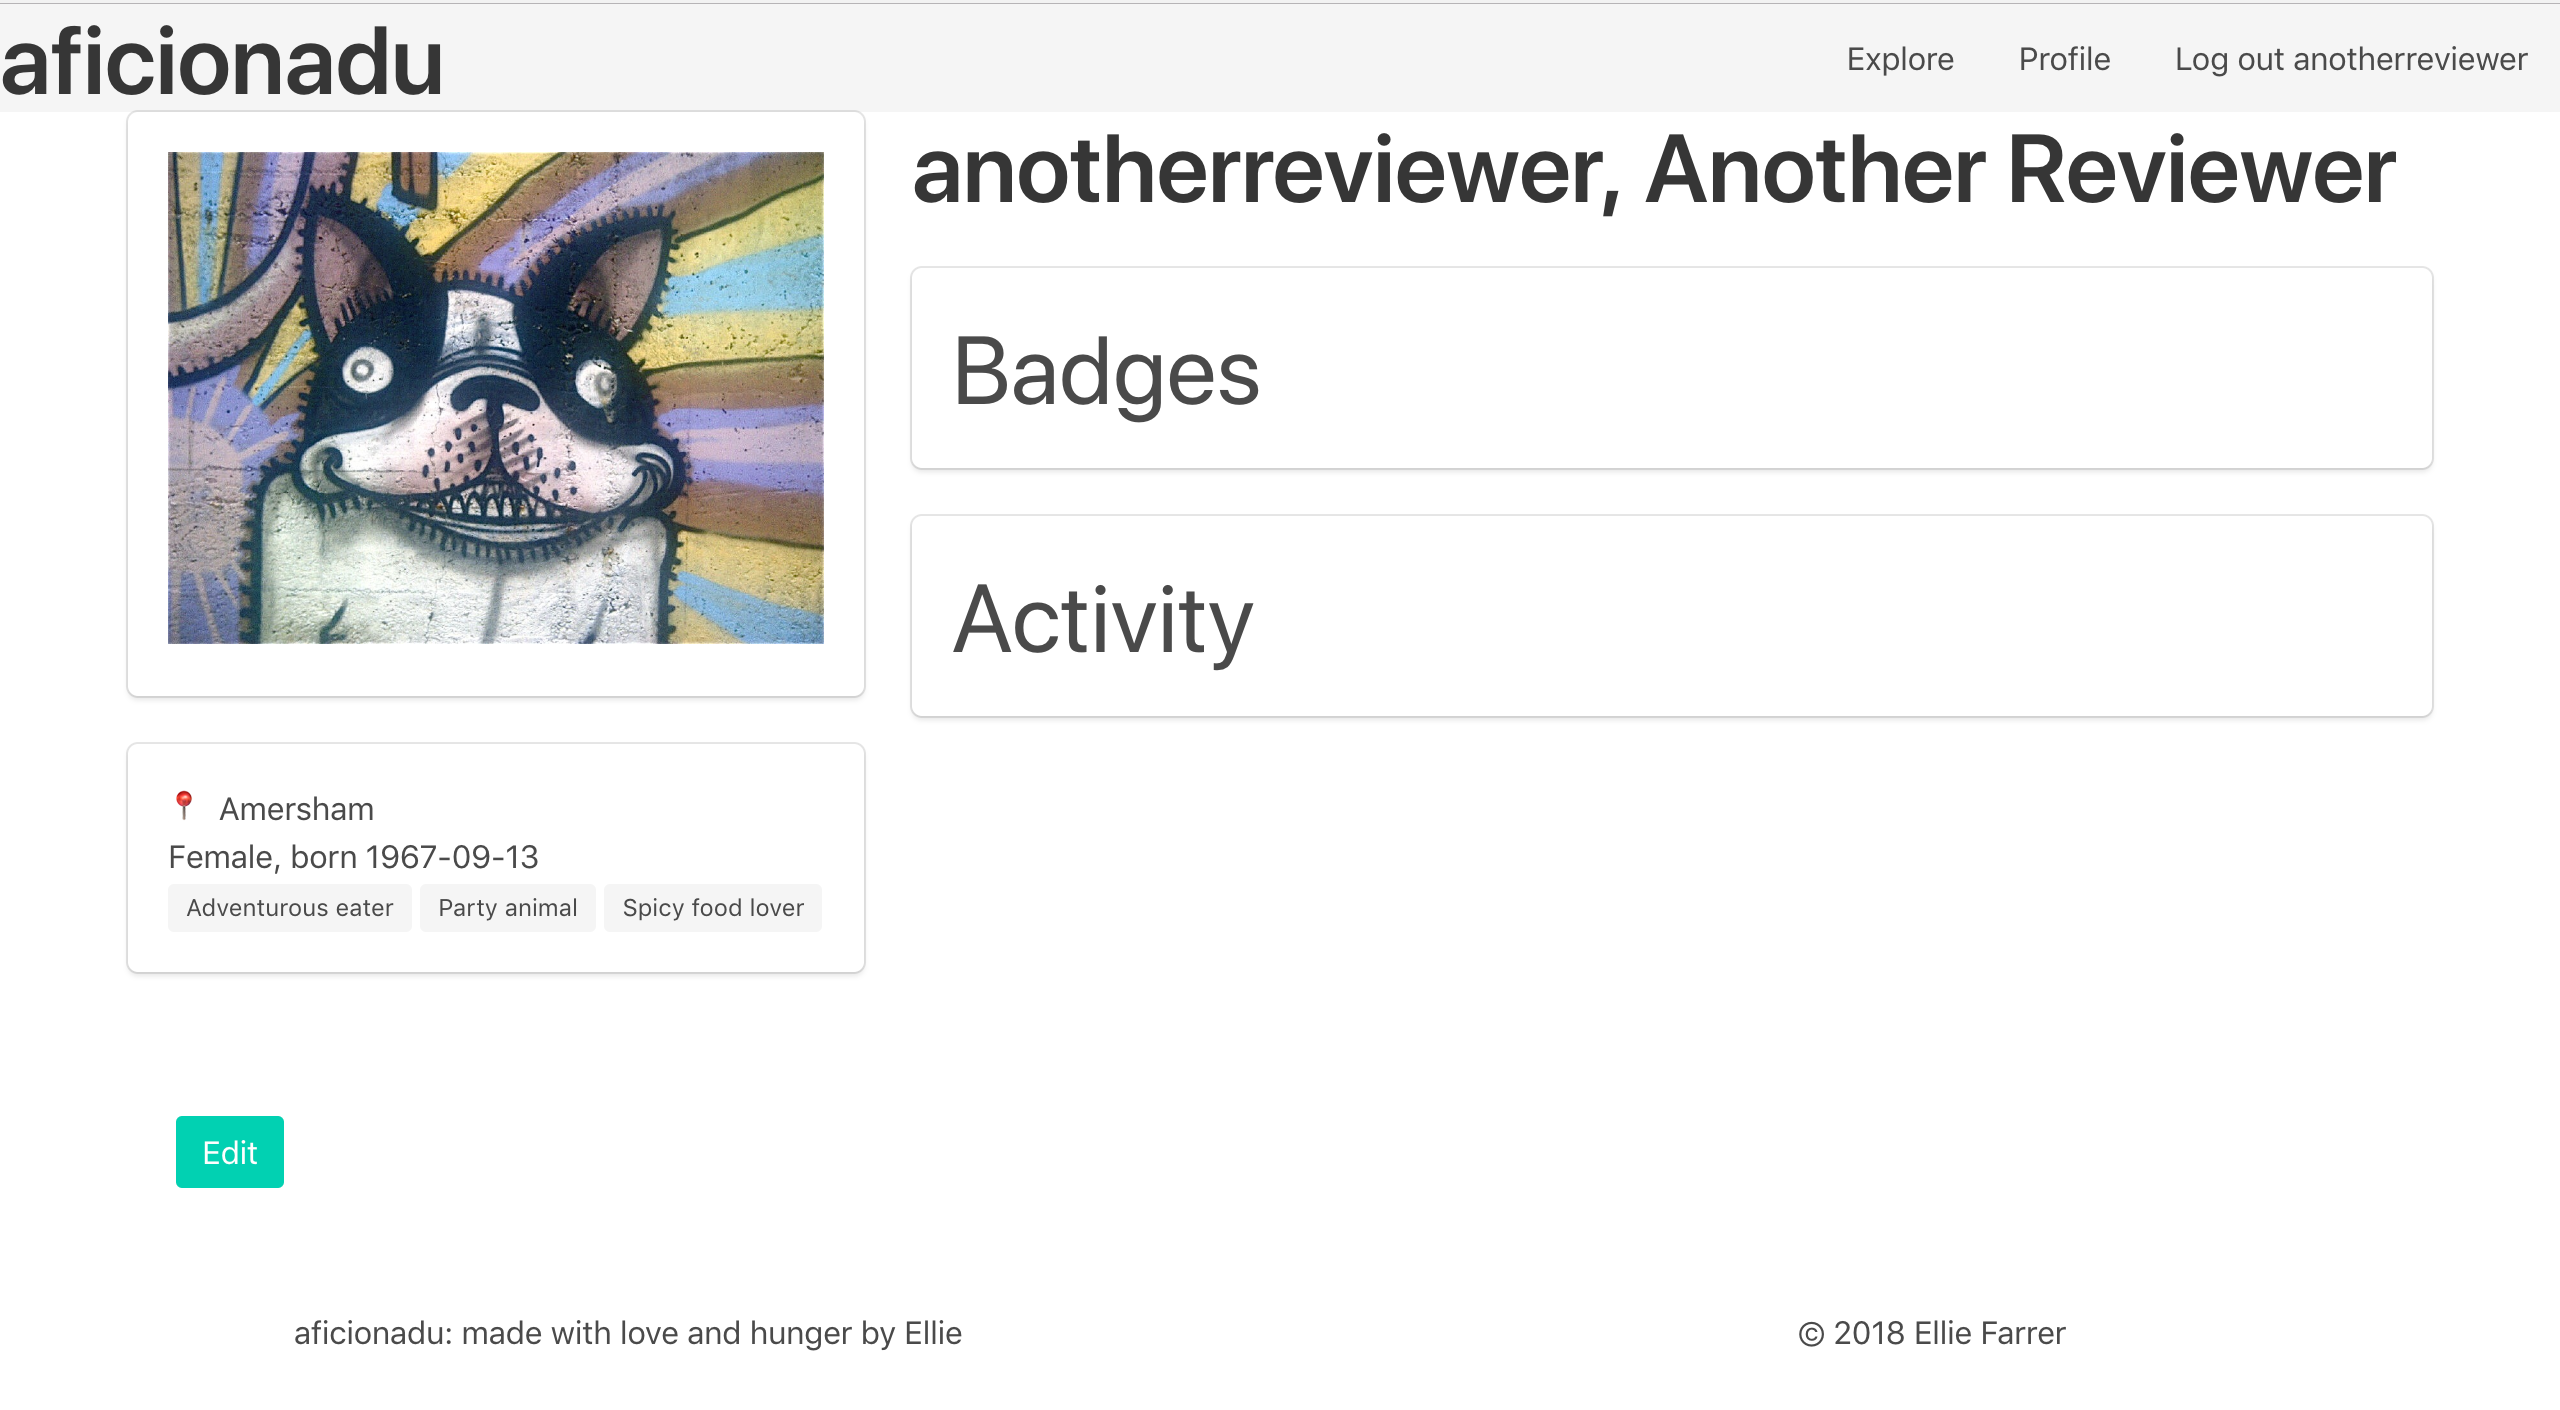 aficionadu
Explore Profile Log out anotherreviewer
anotherreviewer, Another Reviewer
Badges
Activity
📍 Amersham
Female, born 1967-09-13
Adventurous eater Party animal Spicy food lover
Edit
aficionadu: made with love and hunger by Ellie
© 2018 Ellie Farrer